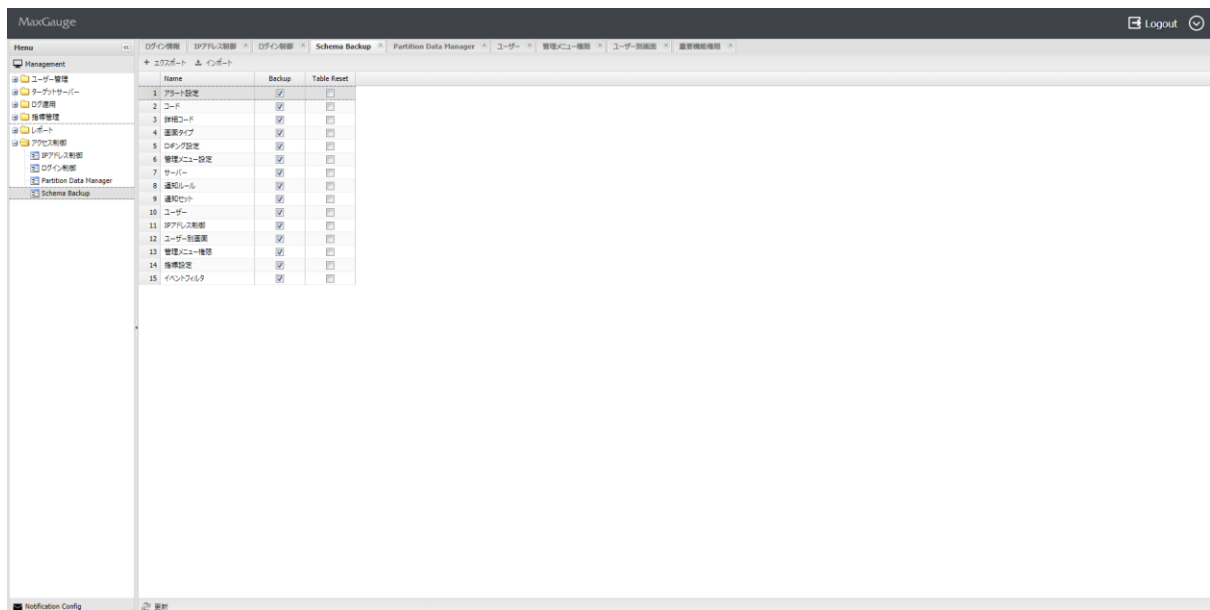 MaxGauge
Logout
Menu
ログイン情報 IPアドレス制御 ログイン制御 Schema Backup Partition Data Manager ユーザー 管理メニュー権限 ユーザー別画面 重要機能権限
Management
エクスポート インポート
ユーザー管理
ターゲットサーバー
ログ運用
指標管理
レポート
アクセス制御
IPアドレス制御
ログイン制御
Partition Data Manager
Schema Backup
Name Backup Table Reset
1 アラート設定
2 コード
3 詳細コード
4 画面タイプ
5 ロギング設定
6 管理メニュー設定
7 サーバー
8 通知ルール
9 通知セット
10 ユーザー
11 IPアドレス制御
12 ユーザー別画面
13 管理メニュー権限
14 指標設定
15 イベントフィルタ
Notification Config
更新